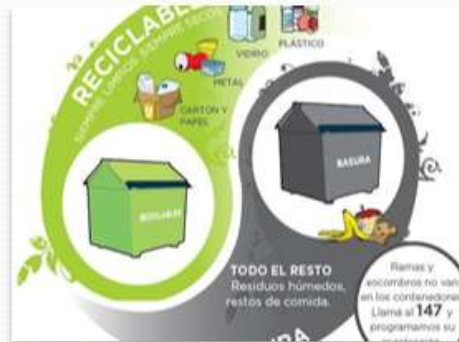 RECICLABLE
SIEMPRE LIMPIOS, SIEMPRE SECOS
VIDRIO
PLÁSTICO
METAL
CARTÓN Y
PAPEL
RECICLABLES
BASURA
TODO EL RESTO
Residuos húmedos,
restos de comida.
Ramas y
escombros no van
en los contenedores
Llamá al 147 y
programamos su